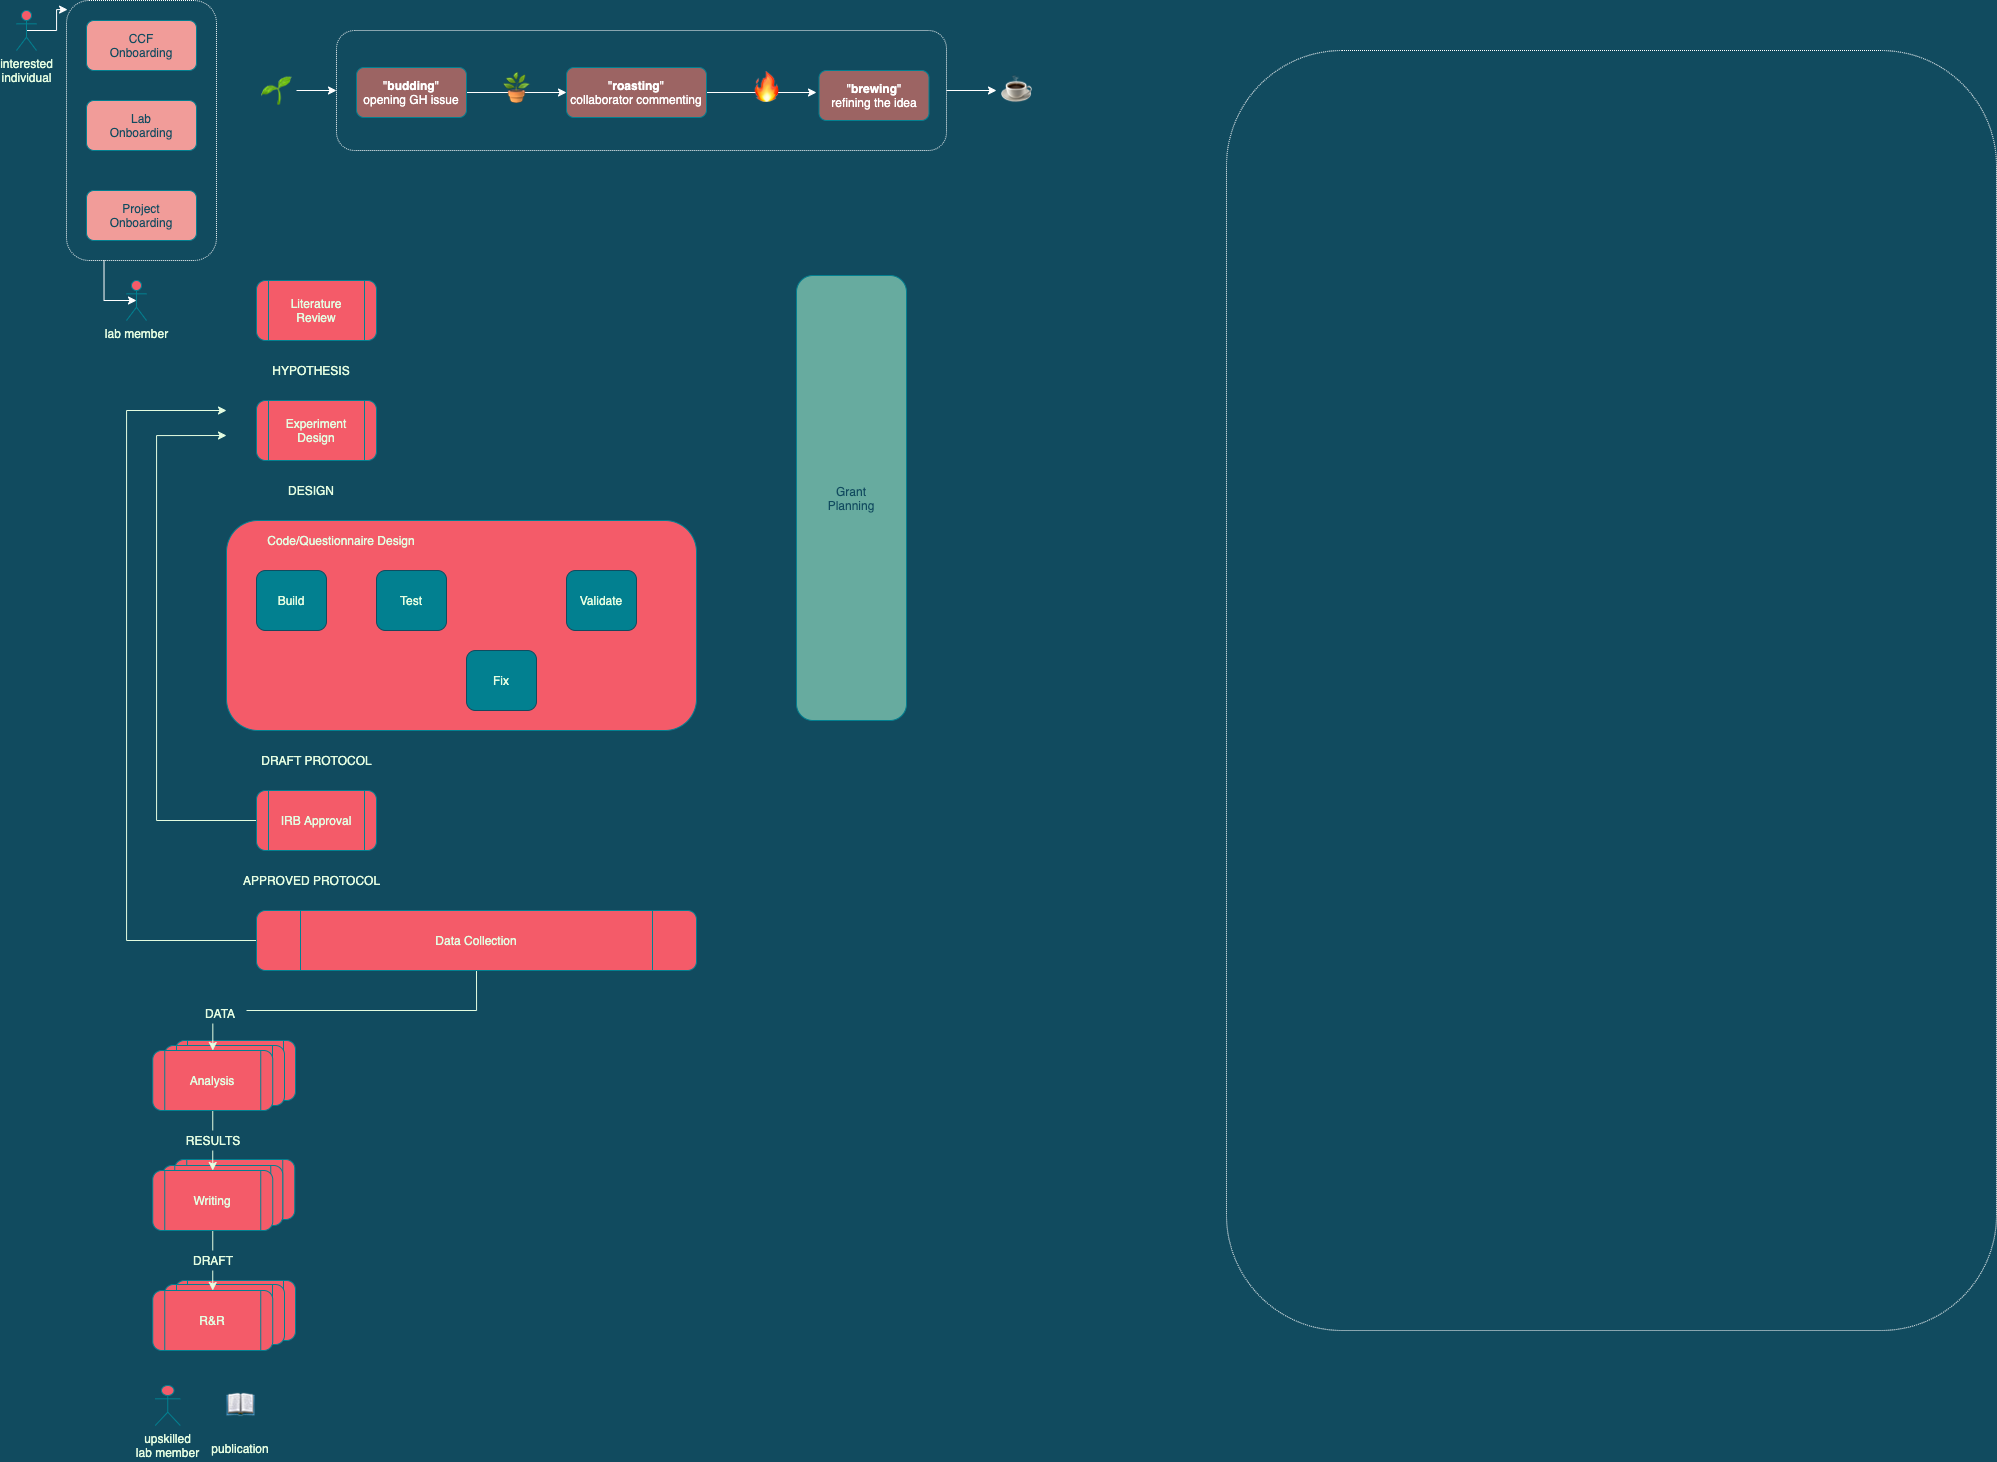 interested
individual
CCF
Onboarding
Lab
Onboarding
Project
Onboarding
lab member
"budding"
opening GH issue
"roasting"
collaborator commenting
"brewing"
refining the idea
Literature
Review
HYPOTHESIS
Experiment
Design
DESIGN
Code/Questionnaire Design
Build
Test
Validate
Fix
Grant
Planning
DRAFT PROTOCOL
IRB Approval
APPROVED PROTOCOL
Data Collection
DATA
Analysis
RESULTS
Writing
DRAFT
R&R
upskilled
lab member
publication